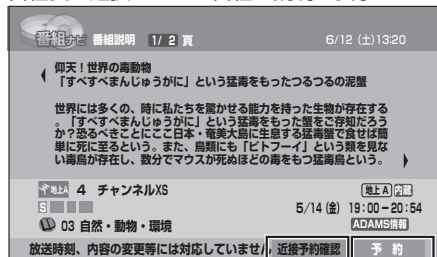 番組ナビ 番組説明 1/ 2 頁 6/12 (土)13:20
仰天！世界の毒動物
「すべすべまんじゅうがに」という猛毒をもったつるつるの泥蟹
世界には多くの、時に私たちを驚かせる能力を持った生物が存在する
。「すべすべまんじゅうがに」という猛毒をもった蟹をご存知だろう
か？恐るべきことにここ日本・奄美大島に生息する猛毒蟹で食せば簡
単に死に至るという。また、鳥類にも「ピトフーイ」という類を見な
い毒鳥が存在し、数分でマウスが死ぬほどの毒をもつ猛毒鳥という。
地上A 4 チャンネルXS 地上A 内蔵
S 5/14 (金) 19:00-20:54
03 自然・動物・環境 ADAMS情報
放送時刻、内容の変更等には対応していません 近接予約確認 予 約